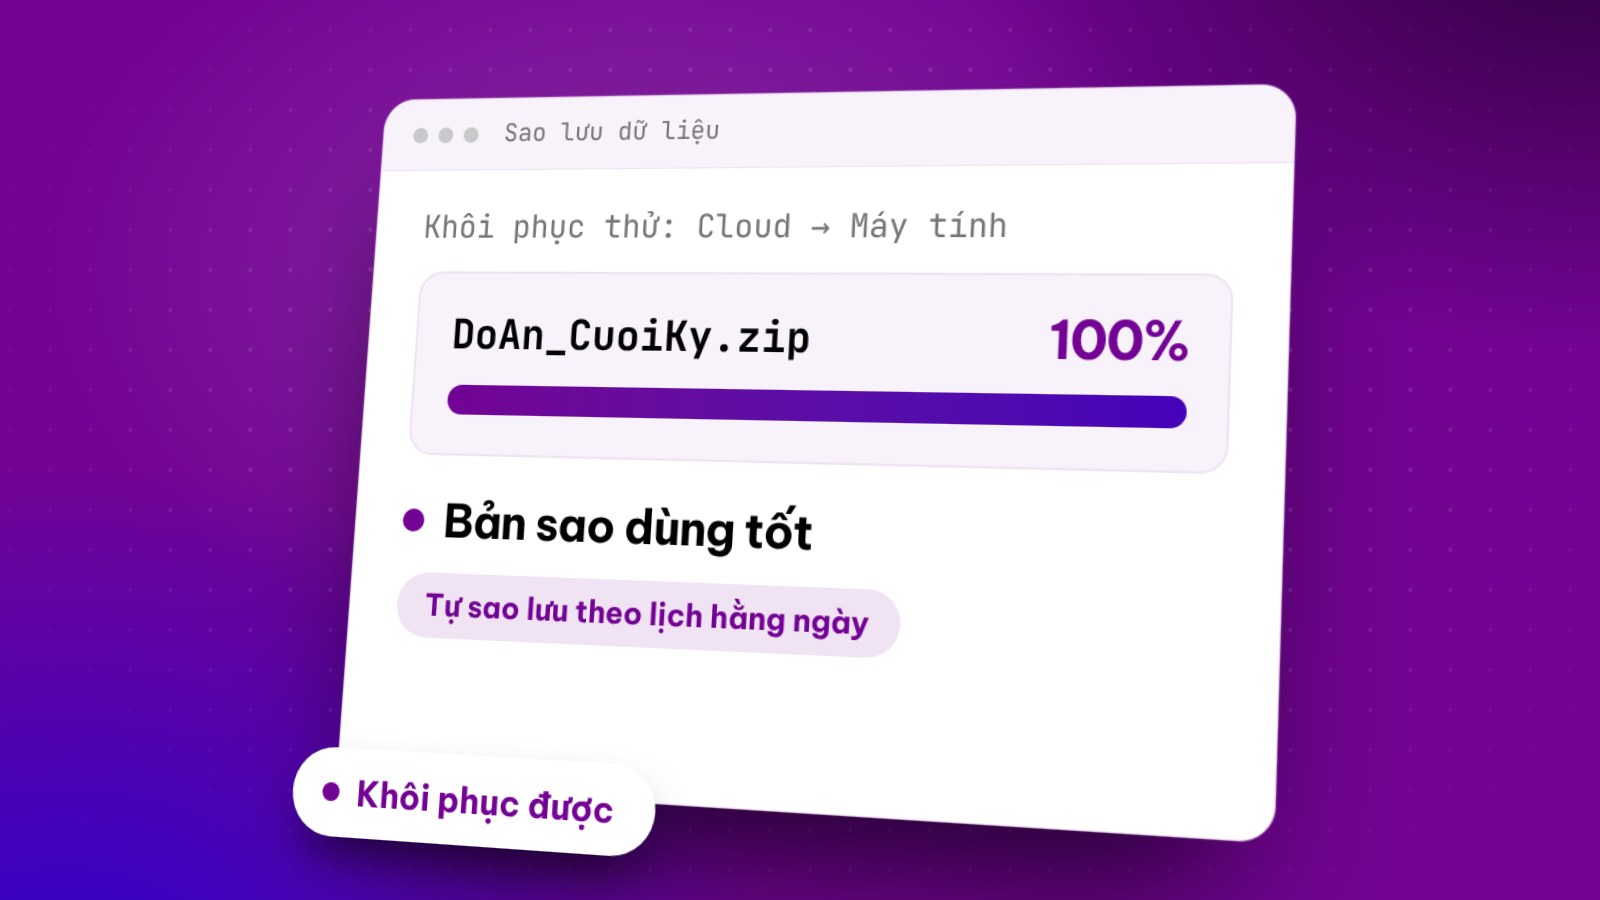 Sao lưu dữ liệu
Khôi phục thử: Cloud → Máy tính
DoAn_CuoiKy.zip 100%
Bản sao dùng tốt
Tự sao lưu theo lịch hằng ngày
Khôi phục được